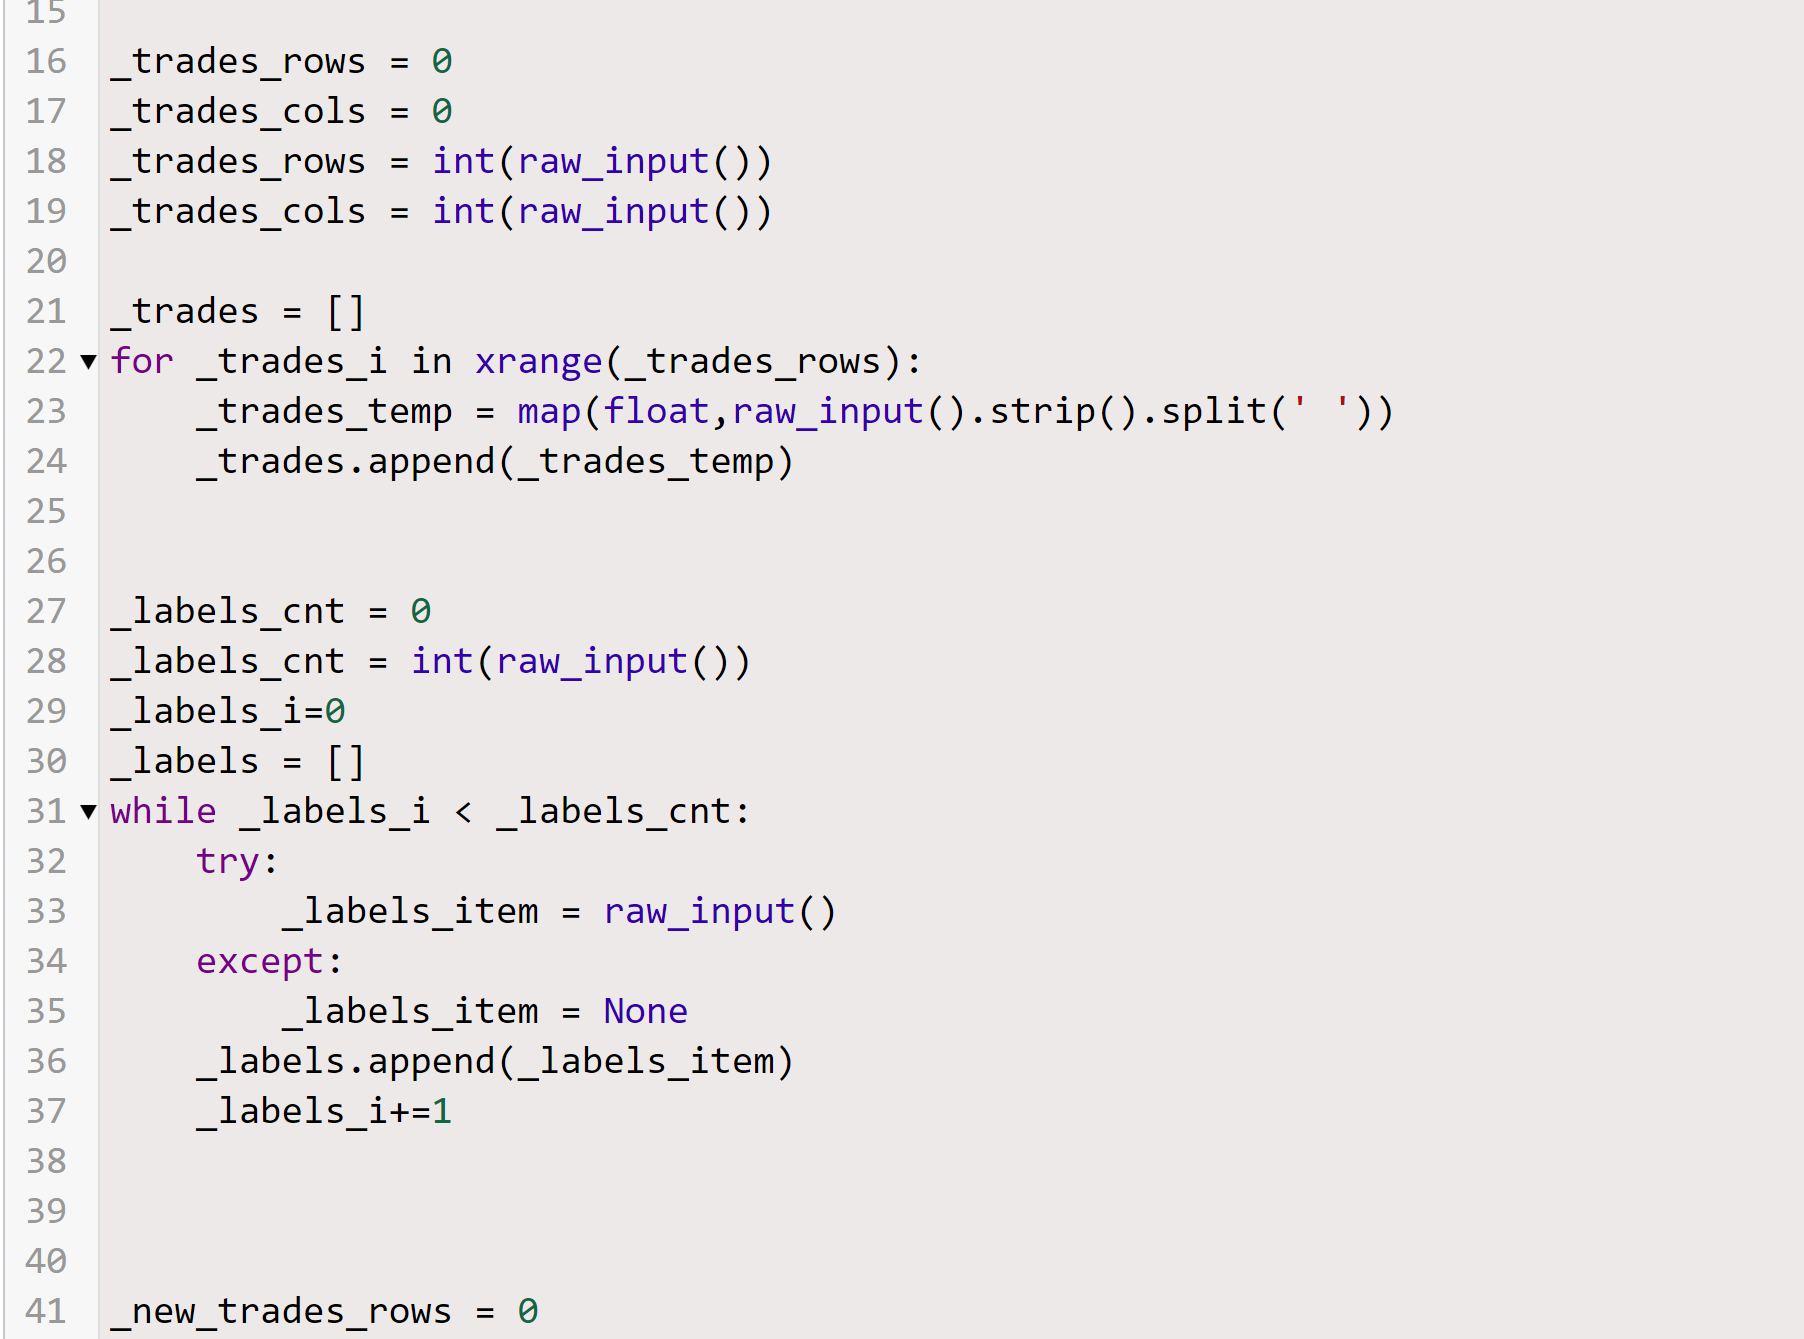 15
16 _trades_rows = 0
17 _trades_cols = 0
18 _trades_rows = int(raw_input())
19 _trades_cols = int(raw_input())
20
21 _trades = []
22 ▼ for _trades_i in xrange(_trades_rows):
23     _trades_temp = map(float,raw_input().strip().split(' '))
24     _trades.append(_trades_temp)
25
26
27 _labels_cnt = 0
28 _labels_cnt = int(raw_input())
29 _labels_i=0
30 _labels = []
31 ▼ while _labels_i < _labels_cnt:
32     try:
33         _labels_item = raw_input()
34     except:
35         _labels_item = None
36     _labels.append(_labels_item)
37     _labels_i+=1
38
39
40
41 _new_trades_rows = 0